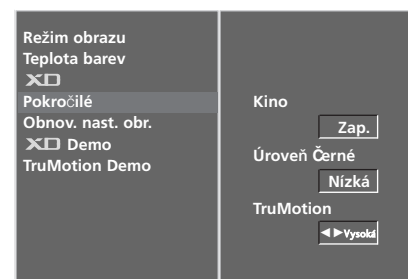 Režim obrazu
Teplota barev
XD
Pokročilé
Obnov. nast. obr.
XD Demo
TruMotion Demo
Kino
Zap.
Úroveň Černé
Nízká
TruMotion
◄►Vysoká